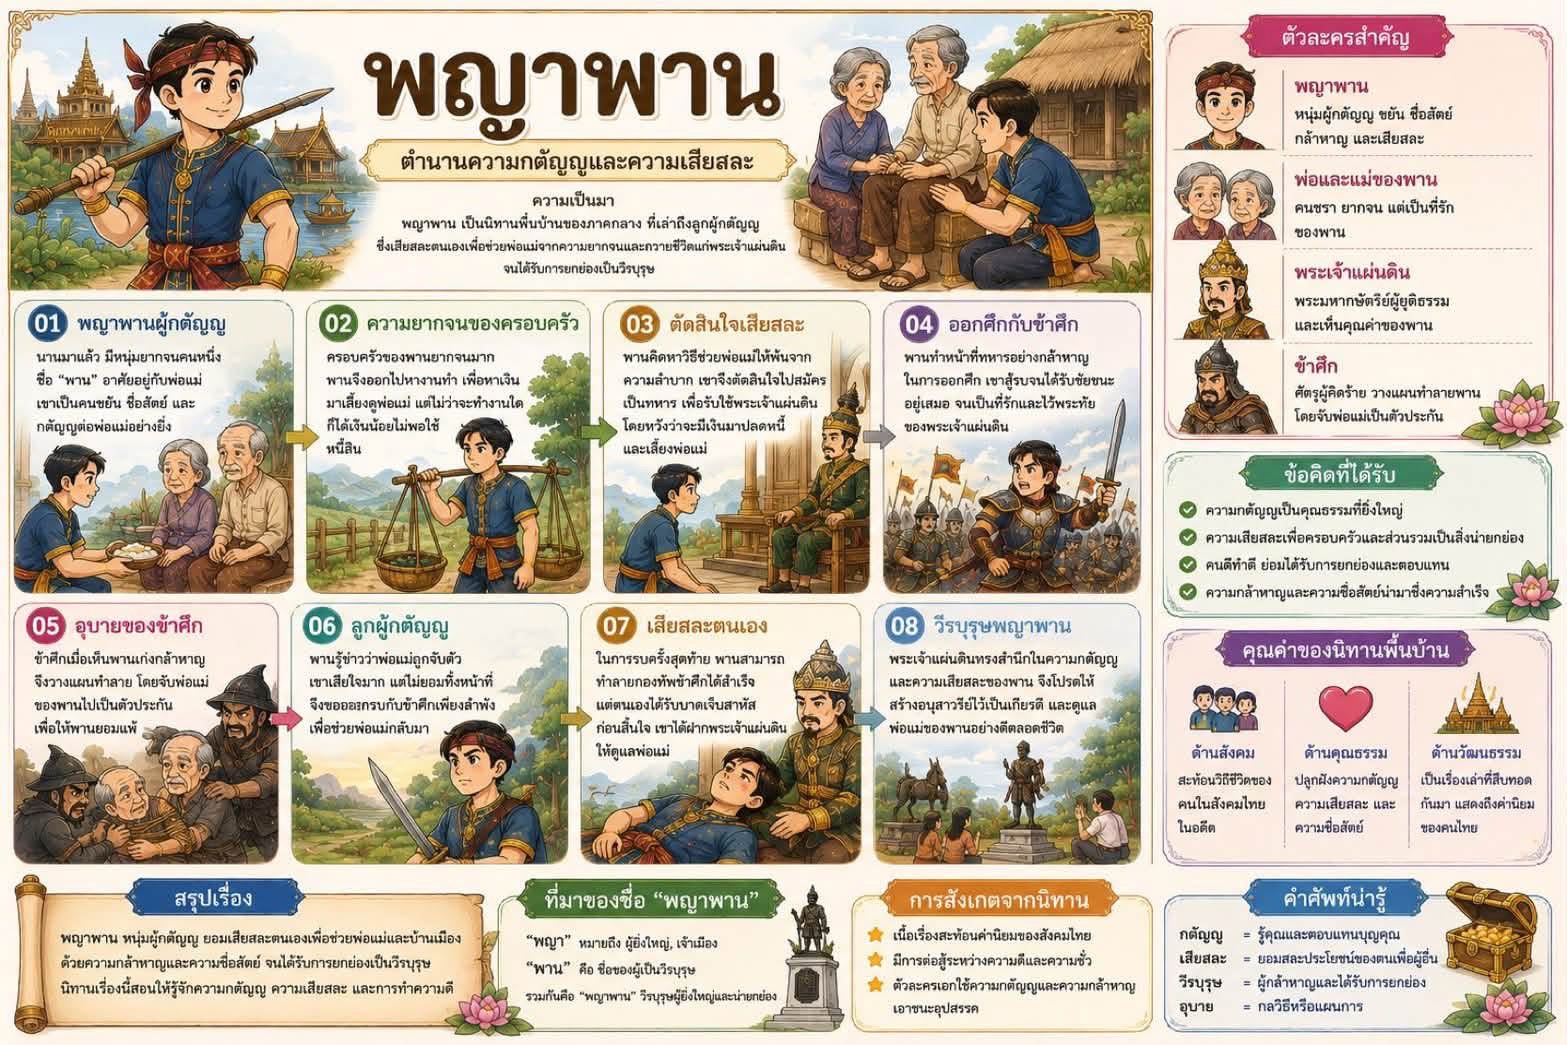 พญาพาน
ตำนานความกตัญญูและความเสียสละ
ความเป็นมา
พญาพาน เป็นนิทานพื้นบ้านของภาคกลาง ที่เล่าถึงลูกผู้กตัญญู
ซึ่งเสียสละตนเองเพื่อช่วยพ่อแม่จากความยากจนและถวายชีวิตแก่พระเจ้าแผ่นดิน
จนได้รับการยกย่องเป็นวีรบุรุษ
01 พญาพานผู้กตัญญู
นานมาแล้ว มีหนุ่มยากจนคนหนึ่ง
ชื่อ “พาน” อาศัยอยู่กับพ่อแม่
เขาเป็นคนขยัน ซื่อสัตย์ และ
กตัญญูต่อพ่อแม่อย่างยิ่ง
02 ความยากจนของครอบครัว
ครอบครัวของพานยากจนมาก
พานจึงออกไปหางานทำ เพื่อหาเงิน
มาเลี้ยงดูพ่อแม่ แต่ไม่ว่าจะทำงานใด
ก็ได้เงินน้อยไม่พอใช้
หนี้สิน
03 ตัดสินใจเสียสละ
พานคิดหาวิธีช่วยพ่อแม่ให้พ้นจาก
ความลำบาก เขาจึงตัดสินใจไปสมัคร
เป็นทหาร เพื่อรับใช้พระเจ้าแผ่นดิน
โดยหวังว่าจะมีเงินมาปลดหนี้
และเลี้ยงพ่อแม่
04 ออกศึกกับข้าศึก
พานทำหน้าที่ทหารอย่างกล้าหาญ
ในการออกศึก เขาสู้รบจนได้รับชัยชนะ
อยู่เสมอ จนเป็นที่รักและไว้พระทัย
ของพระเจ้าแผ่นดิน
05 อุบายของข้าศึก
ข้าศึกเมื่อเห็นพานเก่งกล้าหาญ
จึงวางแผนทำลาย โดยจับพ่อแม่
ของพานไปเป็นตัวประกัน
เพื่อให้พานยอมแพ้
06 ลูกผู้กตัญญู
พานรู้ข่าวว่าพ่อแม่ถูกจับตัว
เขาเสียใจมาก แต่ไม่ยอมทิ้งหน้าที่
กับข้าศึกเพียงลำพัง
เพื่อช่วยพ่อแม่กลับมา
07 เสียสละตนเอง
ในการรบครั้งสุดท้าย พานสามารถ
ทำลายกองทัพข้าศึกได้สำเร็จ
แต่ตนเองได้รับบาดเจ็บสาหัส
ก่อนสิ้นใจ เขาได้ฝากพระเจ้าแผ่นดิน
ให้ดูแลพ่อแม่
08 วีรบุรุษพญาพาน
พระเจ้าแผ่นดินทรงสำนึกในความกตัญญู
และความเสียสละของพาน จึงโปรดให้
สร้างอนุสาวรีย์ไว้เป็นเกียรติ และดูแล
พ่อแม่ของพานอย่างดีตลอดชีวิต
สรุปเรื่อง
พญาพาน หนุ่มผู้กตัญญู ยอมเสียสละตนเองเพื่อช่วยพ่อแม่และบ้านเมือง
ด้วยความกล้าหาญและความซื่อสัตย์ จนได้รับการยกย่องเป็นวีรบุรุษ
นิทานเรื่องนี้สอนให้รู้จักความกตัญญู ความเสียสละ และการทำความดี
ที่มาของชื่อ “พญาพาน”
“พญา” หมายถึง ผู้ยิ่งใหญ่, เจ้าเมือง
“พาน” คือ ชื่อของผู้เป็นวีรบุรุษ
รวมกันคือ “พญาพาน” วีรบุรุษผู้ยิ่งใหญ่และน่ายกย่อง
การสังเกตจากนิทาน
เนื้อเรื่องสะท้อนค่านิยมของสังคมไทย
มีการต่อสู้ระหว่างความดีและความชั่ว
ตัวละครเอกใช้ความกตัญญูและความกล้าหาญ
เอาชนะอุปสรรค
ตัวละครสำคัญ
พญาพาน
หนุ่มผู้กตัญญู ขยัน ซื่อสัตย์
กล้าหาญ และเสียสละ
พ่อและแม่ของพาน
คนชรา ยากจน แต่เป็นที่รัก
ของพาน
พระเจ้าแผ่นดิน
พระมหากษัตริย์ผู้ยุติธรรม
และเห็นคุณค่าของพาน
ข้าศึก
ศัตรูผู้คิดร้าย วางแผนทำลายพาน
โดยจับพ่อแม่เป็นตัวประกัน
ข้อคิดที่ได้รับ
ความกตัญญูเป็นคุณธรรมที่ยิ่งใหญ่
ความเสียสละเพื่อครอบครัวและส่วนรวมเป็นสิ่งน่ายกย่อง
คนดีทำดี ย่อมได้รับการยกย่องและตอบแทน
ความกล้าหาญและความซื่อสัตย์นำมาซึ่งความสำเร็จ
คุณค่าของนิทานพื้นบ้าน
ด้านสังคม
สะท้อนวิถีชีวิตของ
คนในสังคมไทย
ในอดีต
ด้านคุณธรรม
ปลูกฝังความกตัญญู
ความเสียสละ และ
ความซื่อสัตย์
ด้านวัฒนธรรม
เป็นเรื่องเล่าที่สืบทอด
กันมา แสดงถึงค่านิยม
ของคนไทย
คำศัพท์น่ารู้
กตัญญู = รู้คุณและตอบแทนบุญคุณ
เสียสละ = ยอมสละประโยชน์ของตนเพื่อผู้อื่น
วีรบุรุษ = ผู้กล้าหาญและได้รับการยกย่อง
อุบาย = กลวิธีหรือแผนการ